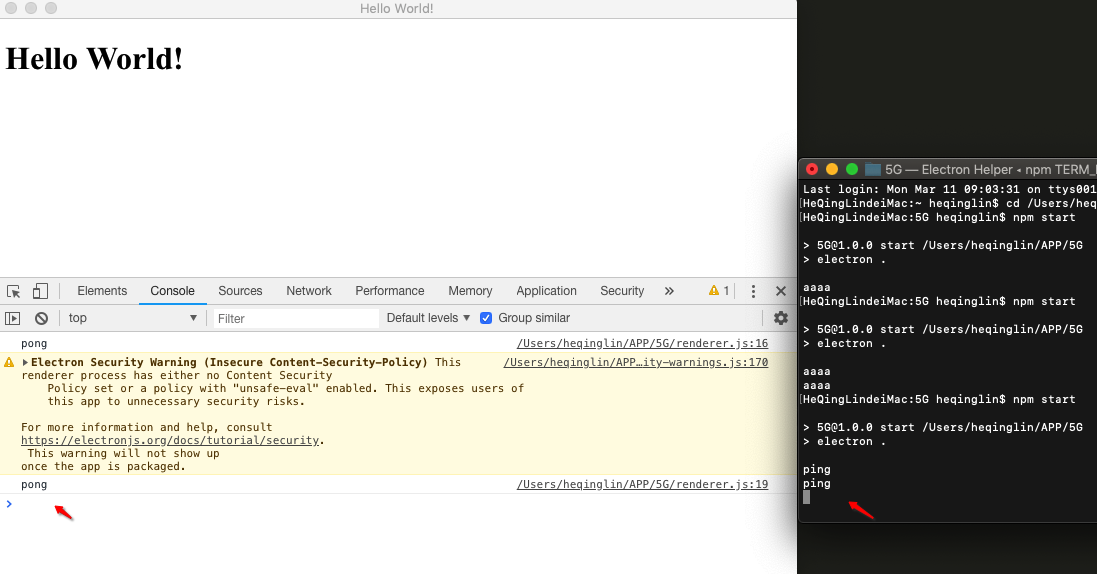 Hello World!
Hello World!
Elements Console Sources Network Performance Memory Application Security » 1
top Filter Default levels Group similar
pong /Users/heqinglin/APP/5G/renderer.js:16
Electron Security Warning (Insecure Content-Security-Policy) This /Users/heqinglin/APP…ity-warnings.js:170
renderer process has either no Content Security
Policy set or a policy with "unsafe-eval" enabled. This exposes users of
this app to unnecessary security risks.
For more information and help, consult
https://electronjs.org/docs/tutorial/security.
This warning will not show up
once the app is packaged.
pong /Users/heqinglin/APP/5G/renderer.js:19
>
5G — Electron Helper ◂ npm TERM_
Last login: Mon Mar 11 09:03:31 on ttys001
[HeQingLindeiMac:~ heqinglin$ cd /Users/heq
[HeQingLindeiMac:5G heqinglin$ npm start
> 5G@1.0.0 start /Users/heqinglin/APP/5G
> electron .
aaaa
[HeQingLindeiMac:5G heqinglin$ npm start
> 5G@1.0.0 start /Users/heqinglin/APP/5G
> electron .
aaaa
aaaa
[HeQingLindeiMac:5G heqinglin$ npm start
> 5G@1.0.0 start /Users/heqinglin/APP/5G
> electron .
ping
ping